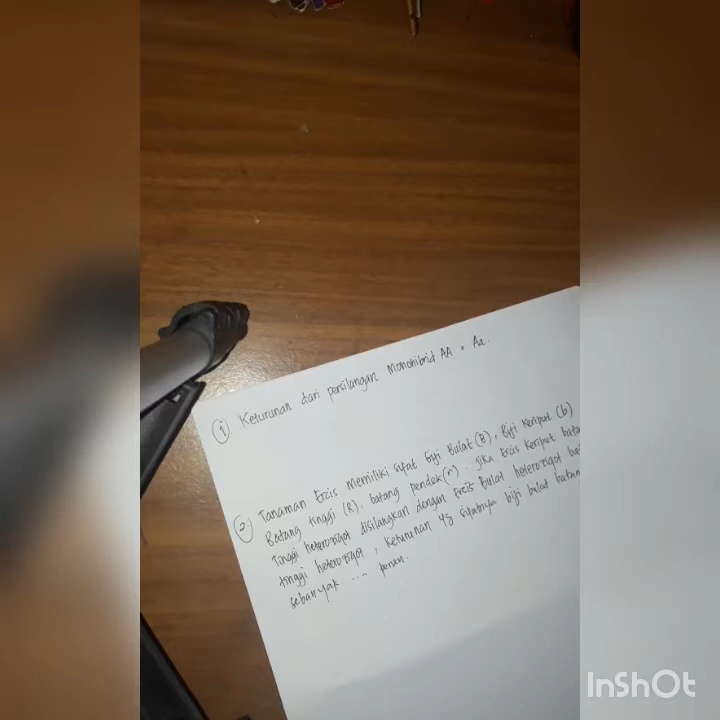 ① Keturunan dari persilangan Monohibrid AA × Aa.
② Tanaman Ercis memiliki sifat Biji Bulat (B), Biji Keriput (b)
Batang tinggi (R), batang pendek (r). Jika Ercis Keriput bata
Tinggi heterozigot disilangkan dengan Ercis bulat heterozigot ba
tinggi heterozigot, keturunan yg sifatnya biji bulat batan
sebanyak .... persen.
InShOt